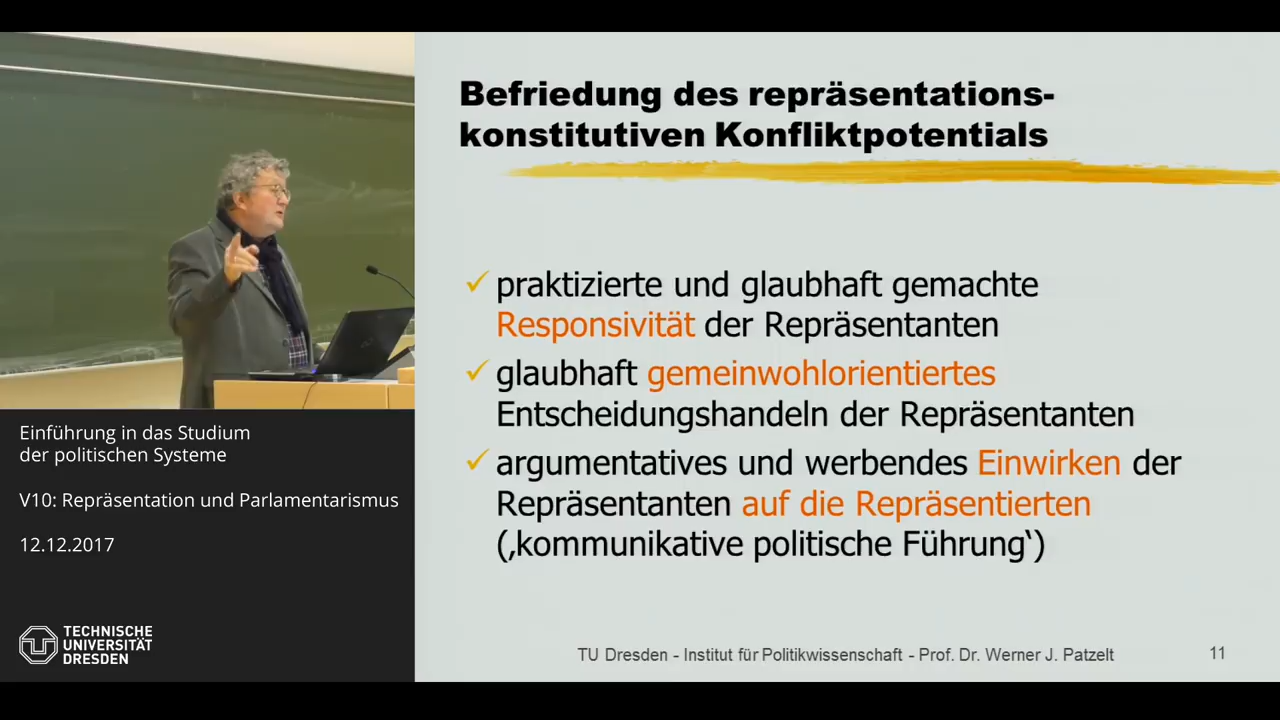 Befriedung des repräsentations-
konstitutiven Konfliktpotentials
✓ praktizierte und glaubhaft gemachte
Responsivität der Repräsentanten
✓ glaubhaft gemeinwohlorientiertes
Entscheidungshandeln der Repräsentanten
✓ argumentatives und werbendes Einwirken der
Repräsentanten auf die Repräsentierten
(‚kommunikative politische Führung‘)
TU Dresden - Institut für Politikwissenschaft - Prof. Dr. Werner J. Patzelt
11
Einführung in das Studium
der politischen Systeme
V10: Repräsentation und Parlamentarismus
12.12.2017
TECHNISCHE
UNIVERSITÄT
DRESDEN